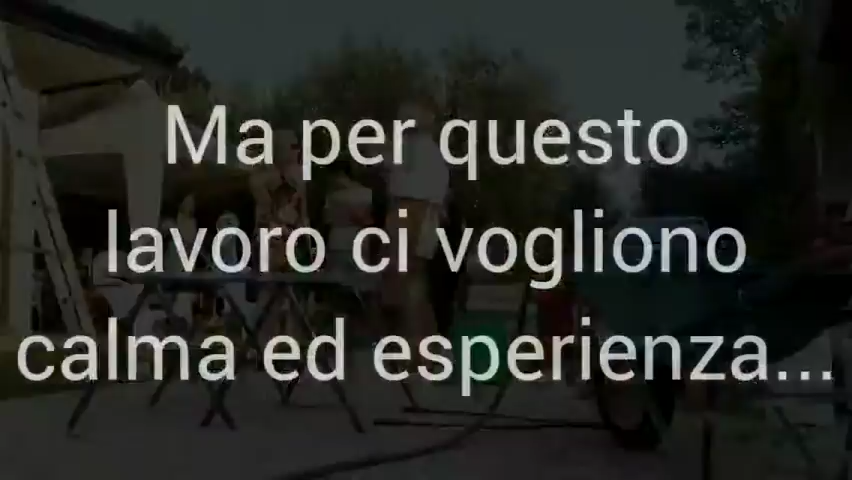 Ma per questo
lavoro ci vogliono
calma ed esperienza...